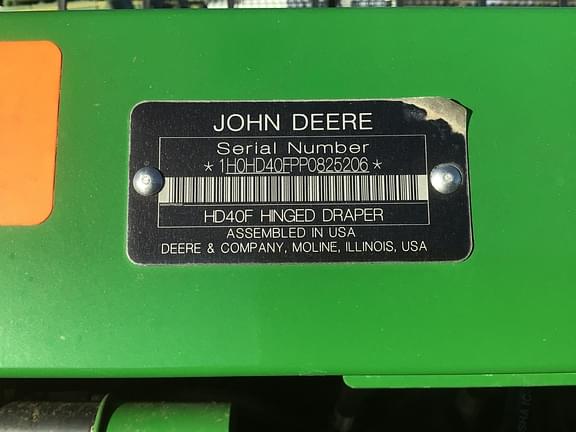 JOHN DEERE
Serial Number
*1H0HD40FPP0825206*
HD40F HINGED DRAPER
ASSEMBLED IN USA
DEERE & COMPANY, MOLINE, ILLINOIS, USA